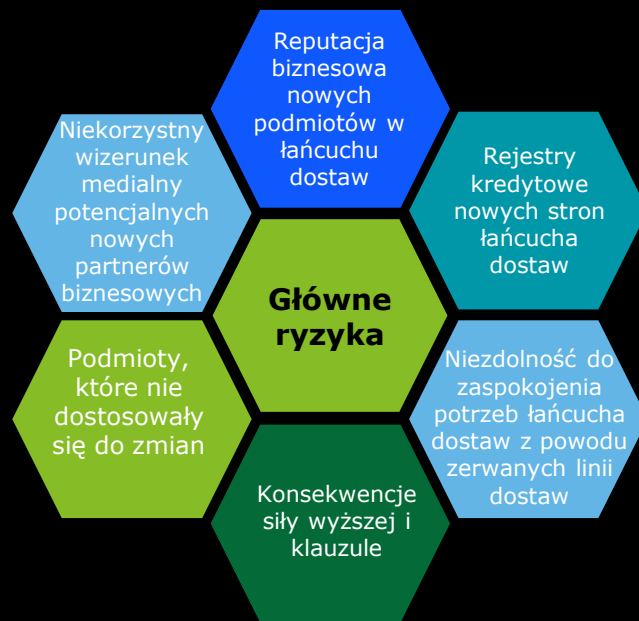 Reputacja
biznesowa
nowych
podmiotów w
łańcuchu
dostaw
Niekorzystny
wizerunek
medialny
potencjalnych
nowych
partnerów
biznesowych
Rejestry
kredytowe
nowych stron
łańcucha
dostaw
Główne
ryzyka
Podmioty,
które nie
dostosowały
się do zmian
Niezdolność do
zaspokojenia
potrzeb łańcucha
dostaw z powodu
zerwanych linii
dostaw
Konsekwencje
siły wyższej i
klauzule